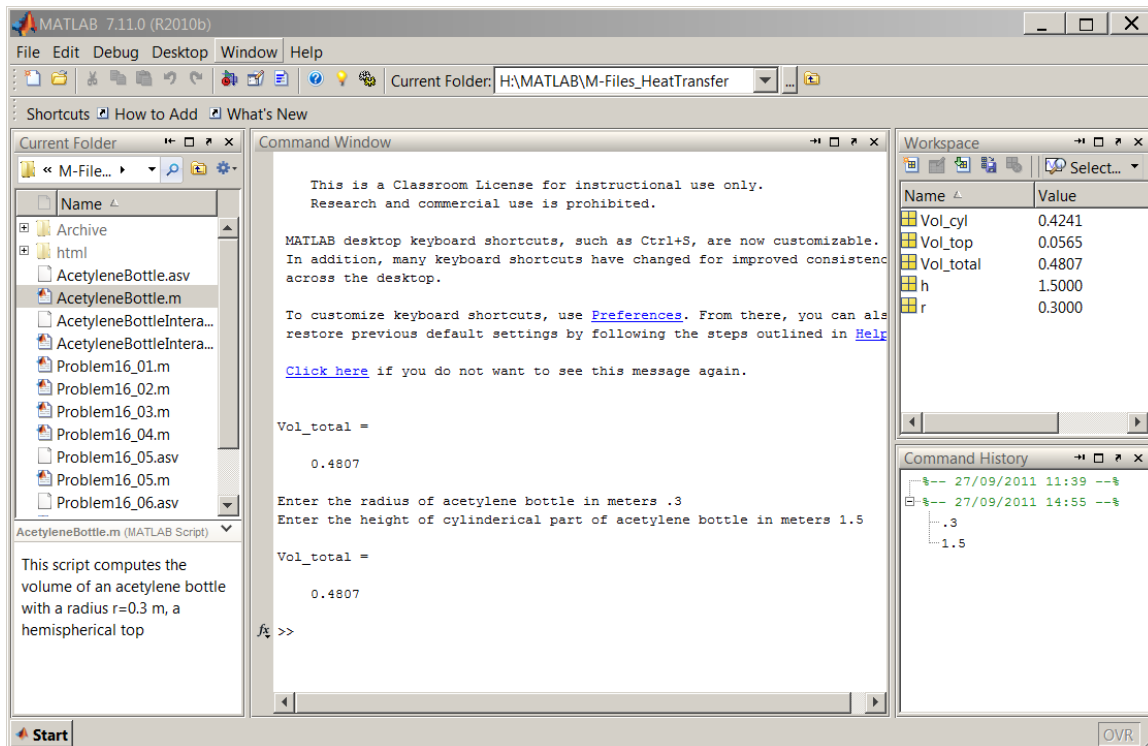 MATLAB 7.11.0 (R2010b)
File Edit Debug Desktop Window Help
Current Folder: H:\MATLAB\M-Files_HeatTransfer ...
Shortcuts How to Add What's New
Current Folder
« M-File...
Name
Archive
html
AcetyleneBottle.asv
AcetyleneBottle.m
AcetyleneBottleIntera...
AcetyleneBottleIntera...
Problem16_01.m
Problem16_02.m
Problem16_03.m
Problem16_04.m
Problem16_05.asv
Problem16_05.m
Problem16_06.asv
AcetyleneBottle.m (MATLAB Script)
This script computes the
volume of an acetylene bottle
with a radius r=0.3 m, a
hemispherical top
Command Window
This is a Classroom License for instructional use only.
Research and commercial use is prohibited.
MATLAB desktop keyboard shortcuts, such as Ctrl+S, are now customizable.
In addition, many keyboard shortcuts have changed for improved consistenc
across the desktop.
To customize keyboard shortcuts, use Preferences. From there, you can als
restore previous default settings by following the steps outlined in Help
Click here if you do not want to see this message again.
Vol_total =
0.4807
Enter the radius of acetylene bottle in meters .3
Enter the height of cylinderical part of acetylene bottle in meters 1.5
Vol_total =
0.4807
fx >>
Workspace
Select...
Name Value
Vol_cyl 0.4241
Vol_top 0.0565
Vol_total 0.4807
h 1.5000
r 0.3000
Command History
%-- 27/09/2011 11:39 --%
%-- 27/09/2011 14:55 --%
.3
1.5
Start
OVR